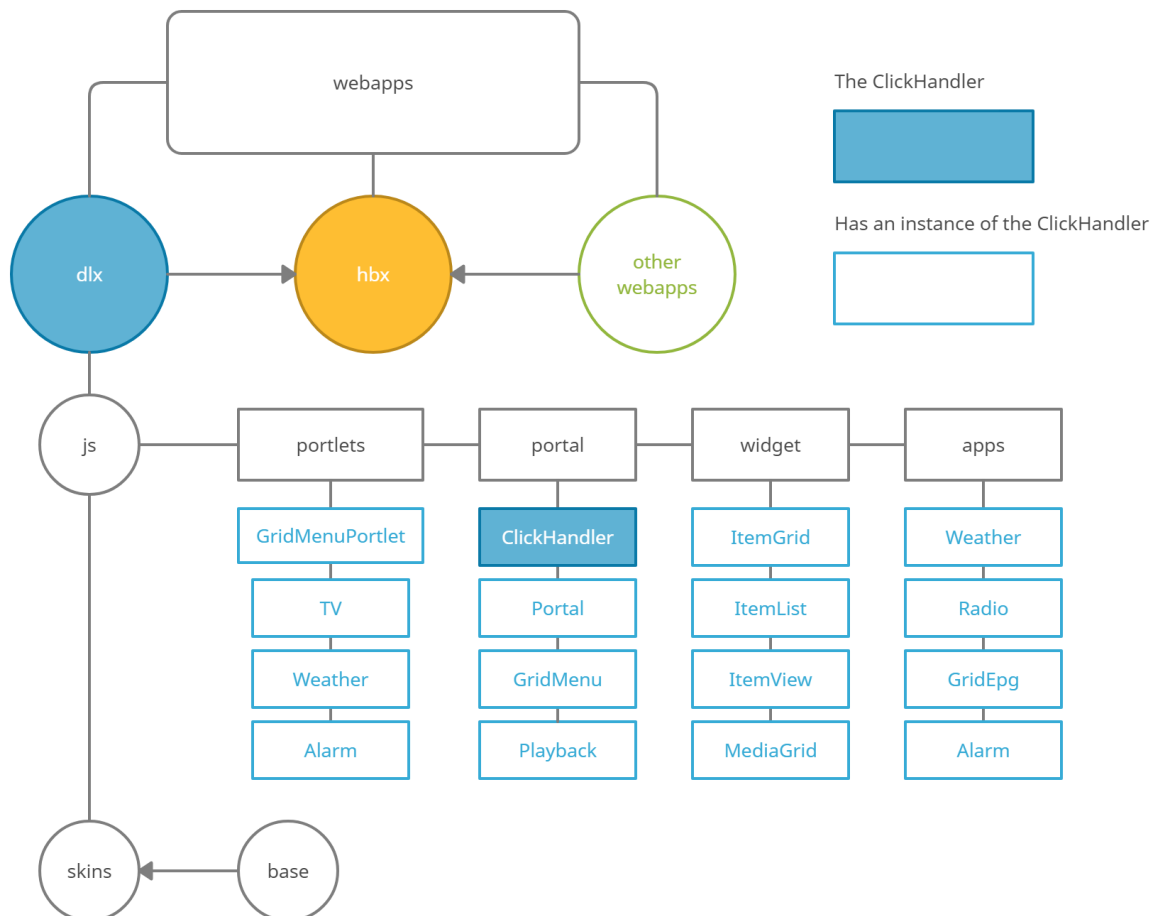 webapps
The ClickHandler
Has an instance of the ClickHandler
dlx
hbx
other
webapps
js
portlets
portal
widget
apps
GridMenuPortlet
ClickHandler
ItemGrid
Weather
TV
Portal
ItemList
Radio
Weather
GridMenu
ItemView
GridEpg
Alarm
Playback
MediaGrid
Alarm
skins
base